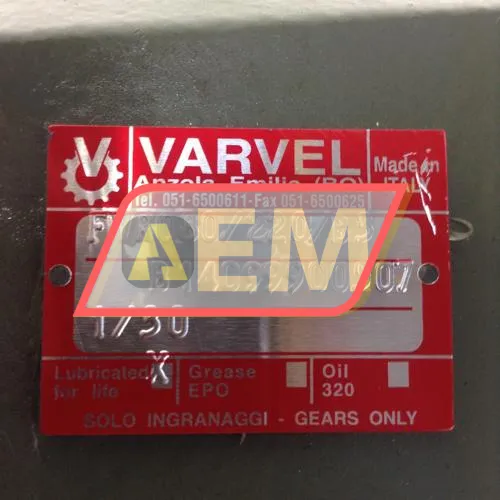 V VARVEL Made in ITALY
Anzola Emilia (BO)
Tel. 051-6500611-Fax 051-6500625
AEM
1/30
Lubricated for life X Grease EPO Oil 320
SOLO INGRANAGGI - GEARS ONLY